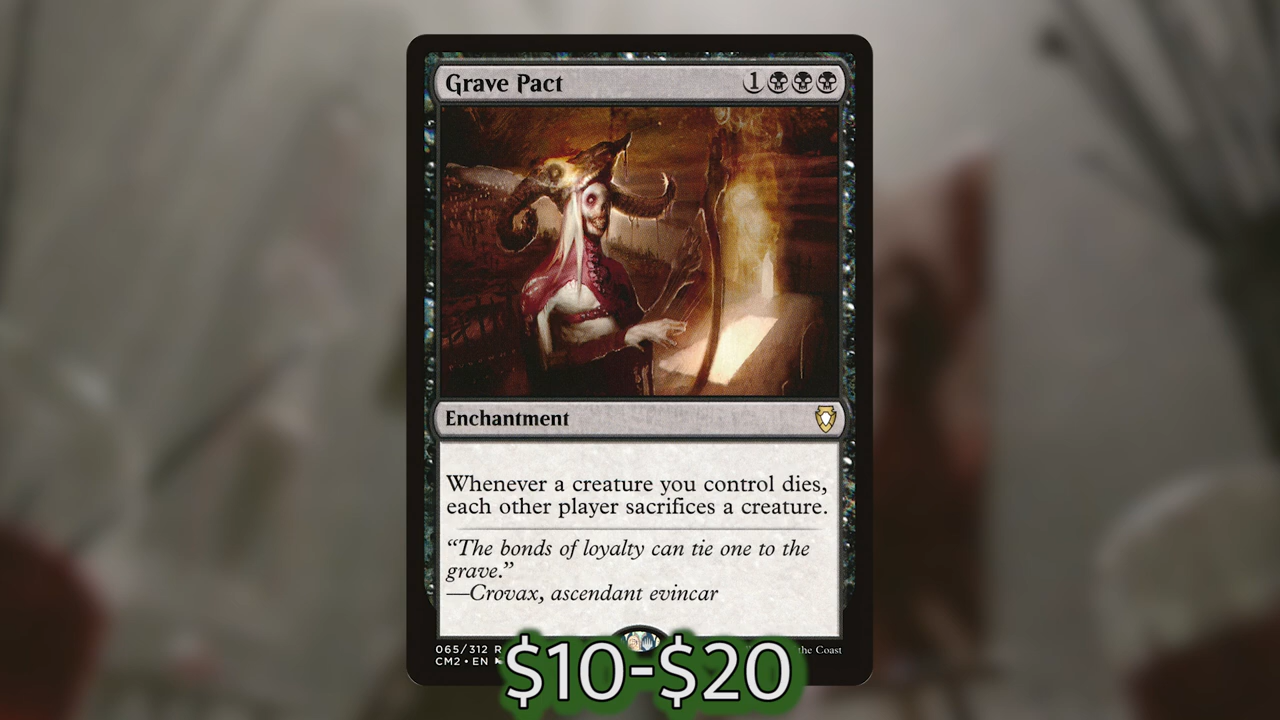 Grave Pact 1
Enchantment
Whenever a creature you control dies,
each other player sacrifices a creature.
“The bonds of loyalty can tie one to the
grave.”
—Crovax, ascendant evincar
065/312 R
CM2 • EN
the Coast
$10-$20